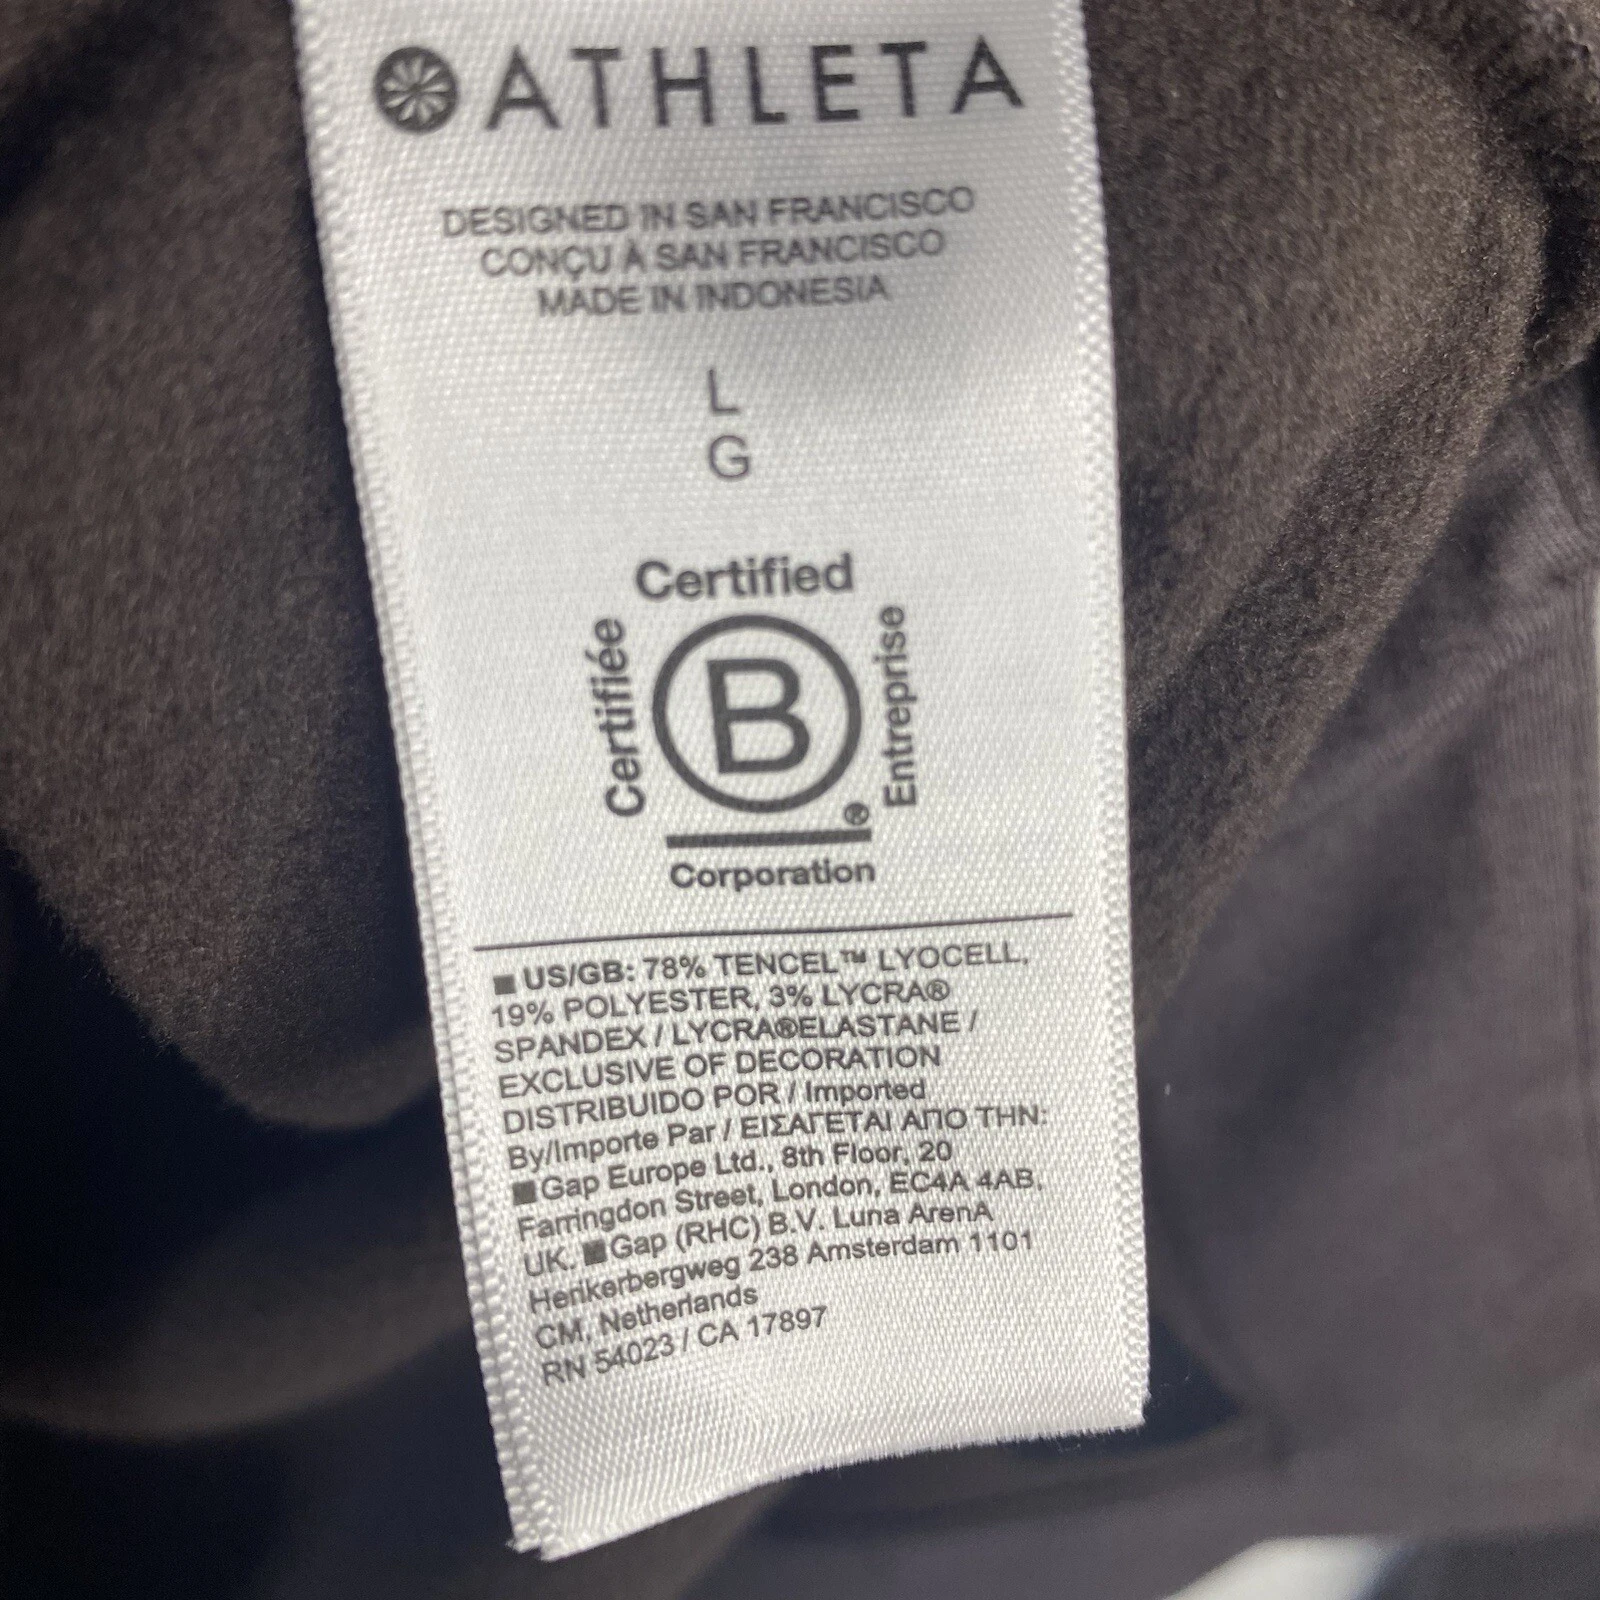 ATHLETA
DESIGNED IN SAN FRANCISCO
CONÇU À SAN FRANCISCO
MADE IN INDONESIA
L
G
Certified
Certifiée
B
Entreprise
®
Corporation
■ US/GB: 78% TENCEL™ LYOCELL,
19% POLYESTER, 3% LYCRA®
SPANDEX / LYCRA®ELASTANE /
EXCLUSIVE OF DECORATION
DISTRIBUIDO POR / Imported
By/Importe Par / ΕΙΣΑΓΕΤΑΙ ΑΠΟ ΤΗΝ:
■Gap Europe Ltd., 8th Floor, 20
Farringdon Street, London, EC4A 4AB,
UK. ■Gap (RHC) B.V. Luna ArenA
Herikerbergweg 238 Amsterdam 1101
CM, Netherlands
RN 54023 / CA 17897